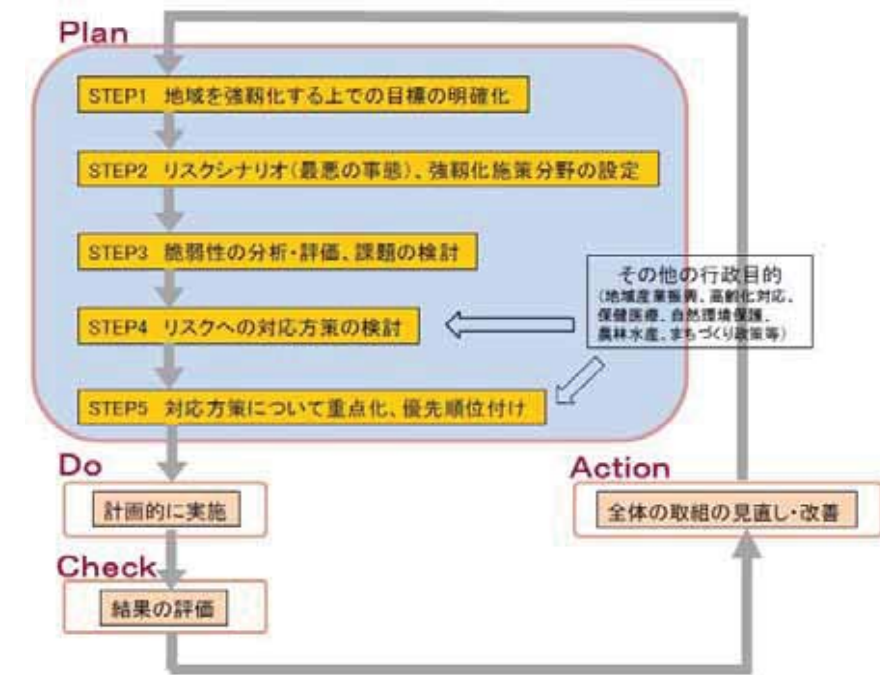 Plan
STEP1 地域を強靱化する上での目標の明確化
STEP2 リスクシナリオ(最悪の事態)、強靱化施策分野の設定
STEP3 脆弱性の分析・評価、課題の検討
その他の行政目的
(地域産業振興、高齢化対応、
保健医療、自然環境保護、
農林水産、まちづくり政策等)
STEP4 リスクへの対応方策の検討
STEP5 対応方策について重点化、優先順位付け
Do
計画的に実施
Action
全体の取組の見直し・改善
Check
結果の評価